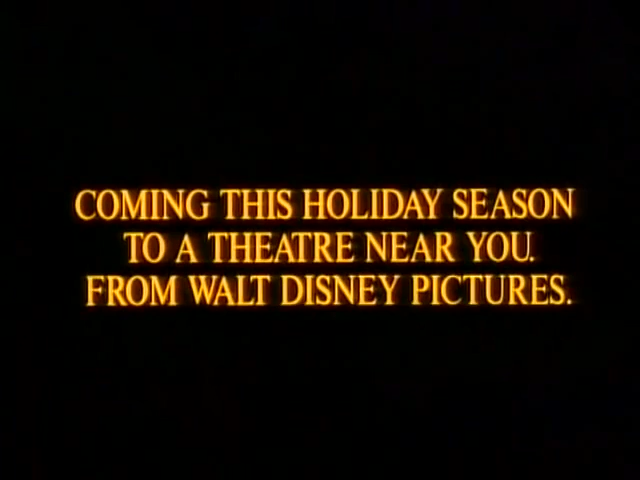 COMING THIS HOLIDAY SEASON
TO A THEATRE NEAR YOU.
FROM WALT DISNEY PICTURES.